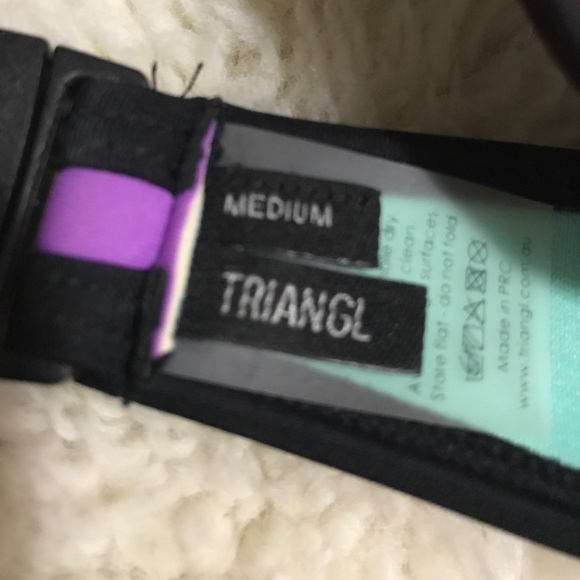 MEDIUM
TRIANGL
dry
clean
surfaces
Store flat - do not fold
Made in PRC
www.triangl.com.au